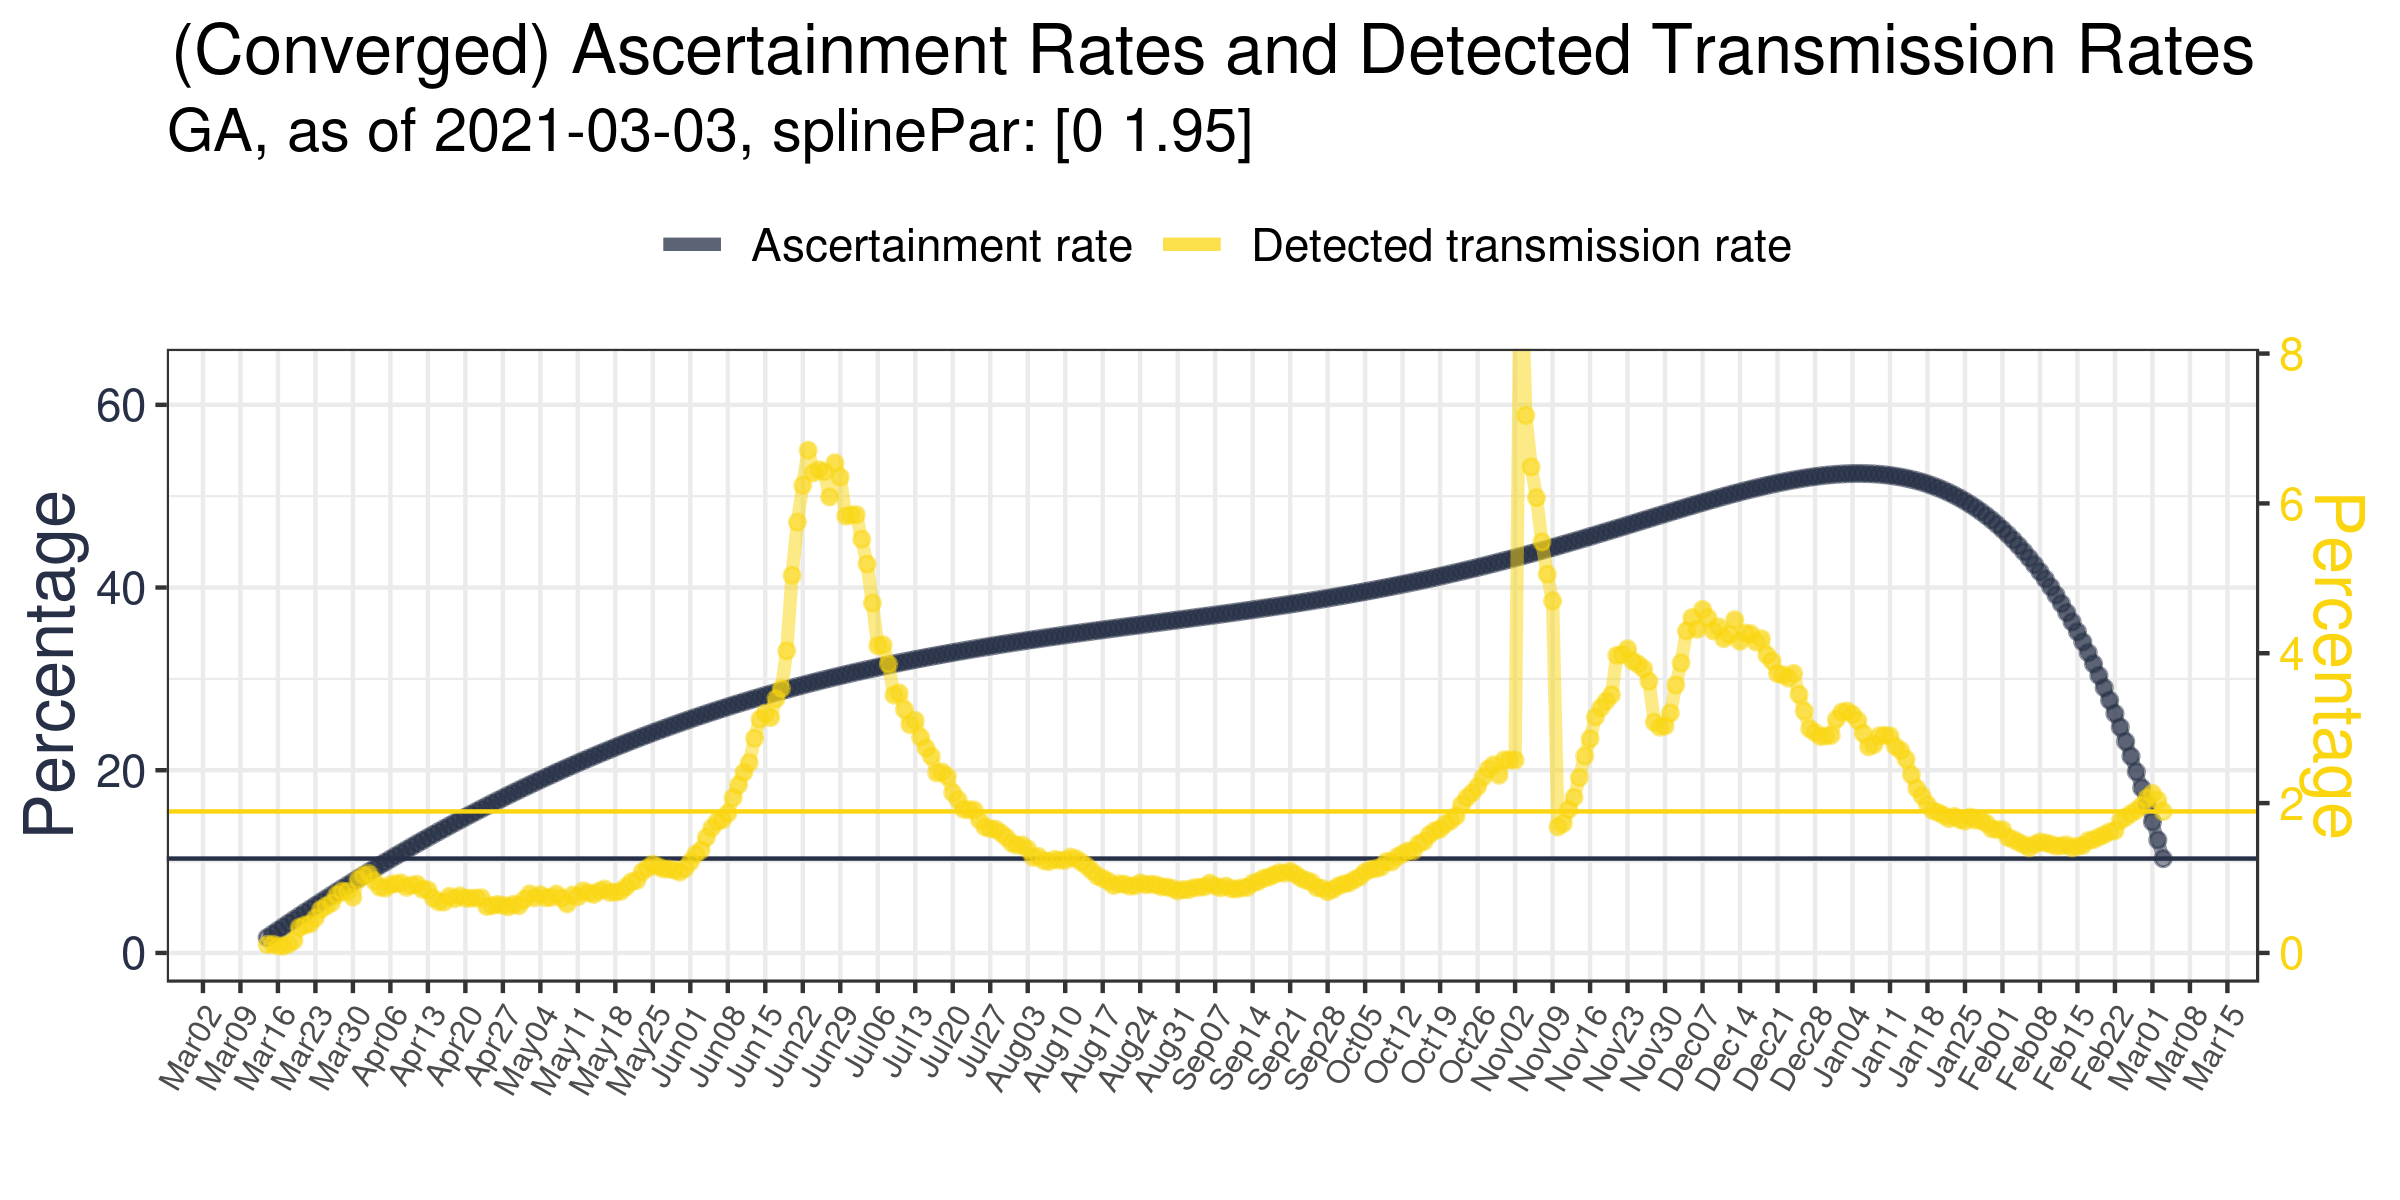 (Converged) Ascertainment Rates and Detected Transmission Rates
GA, as of 2021-03-03, splinePar: [0 1.95]
Ascertainment rate
Detected transmission rate
Percentage
60
40
20
0
8
6
4
2
0
Percentage
Mar02
Mar09
Mar16
Mar23
Mar30
Apr06
Apr13
Apr20
Apr27
May04
May11
May18
May25
Jun01
Jun08
Jun15
Jun22
Jun29
Jul06
Jul13
Jul20
Jul27
Aug03
Aug10
Aug17
Aug24
Aug31
Sep07
Sep14
Sep21
Sep28
Oct05
Oct12
Oct19
Oct26
Nov02
Nov09
Nov16
Nov23
Nov30
Dec07
Dec14
Dec21
Dec28
Jan04
Jan11
Jan18
Jan25
Feb01
Feb08
Feb15
Feb22
Mar01
Mar08
Mar15